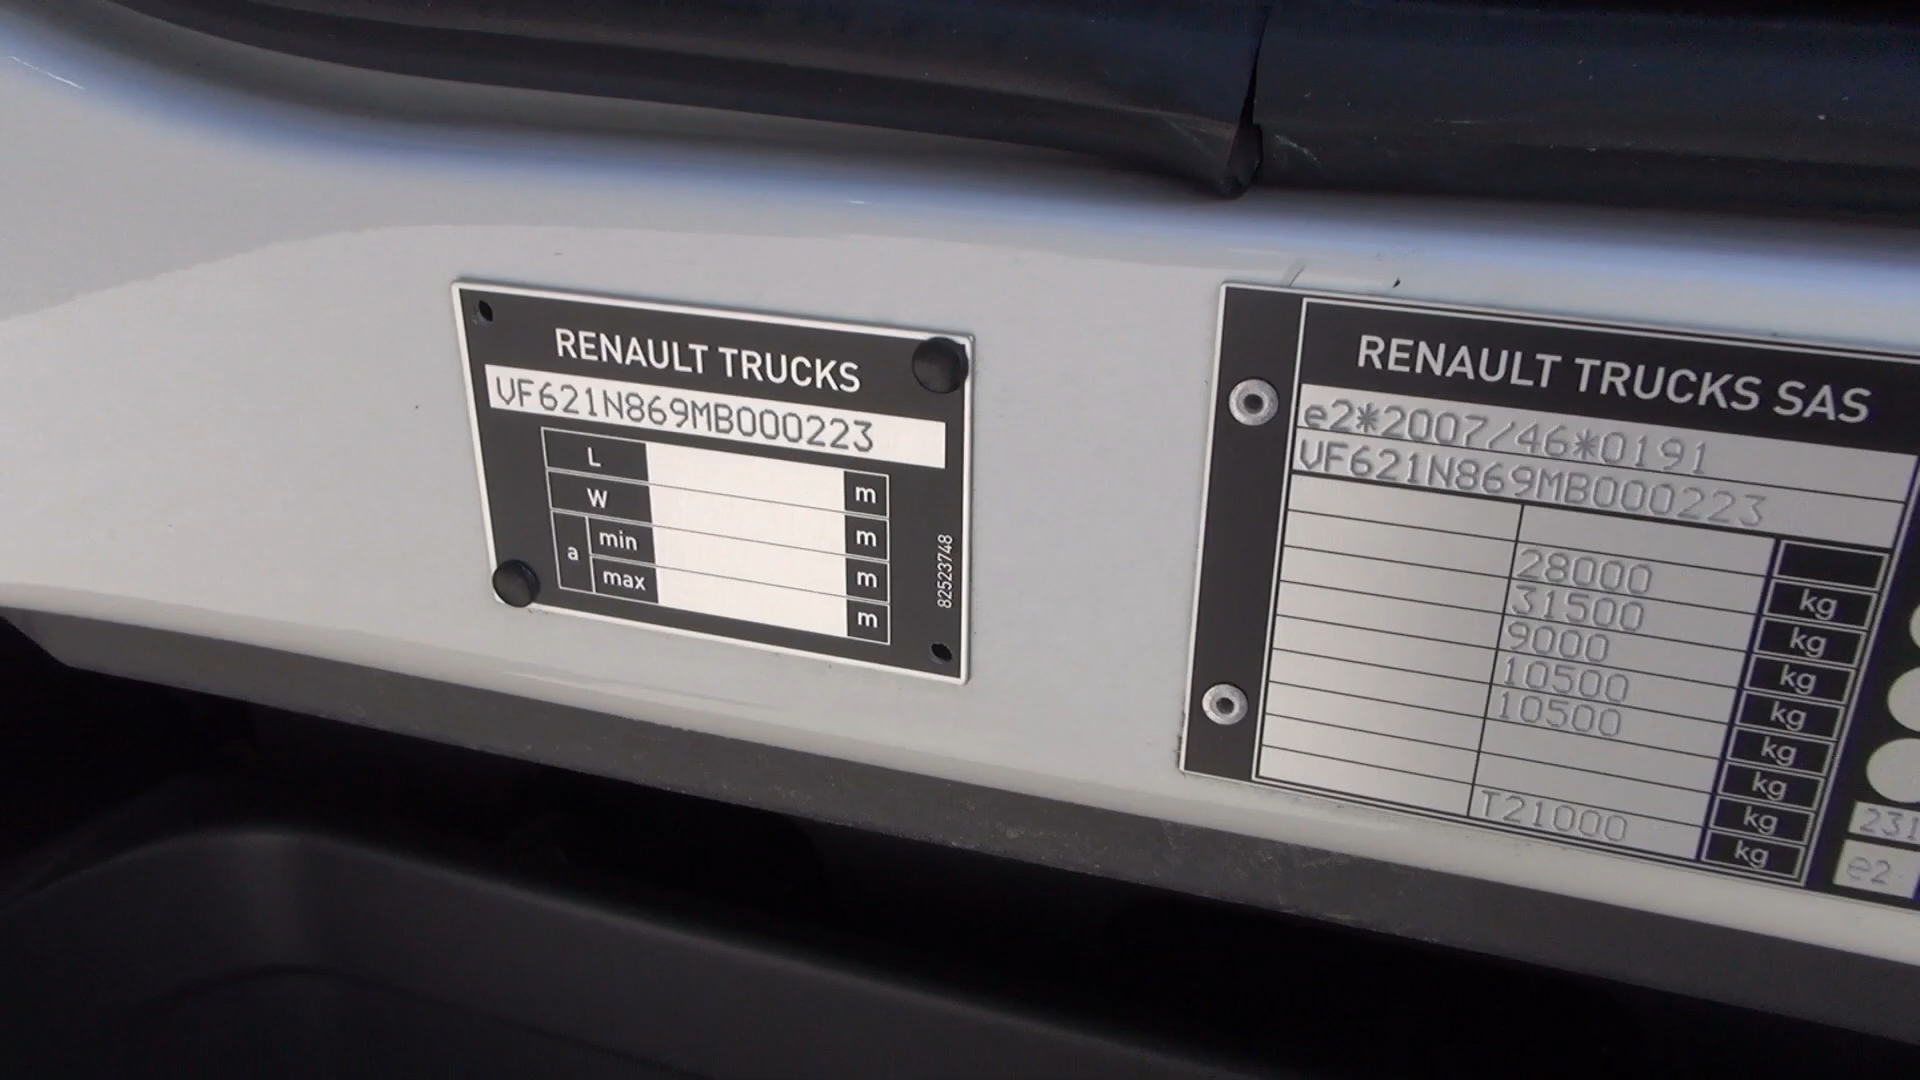 RENAULT TRUCKS
VF621N869MB000223
L m
W m
a min m
max m
82523748
RENAULT TRUCKS SAS
e2*2007/46*0191
VF621N869MB000223
28000 kg
31500 kg
9000 kg
10500 kg
10500 kg
kg
kg
T21000 kg
231
e2